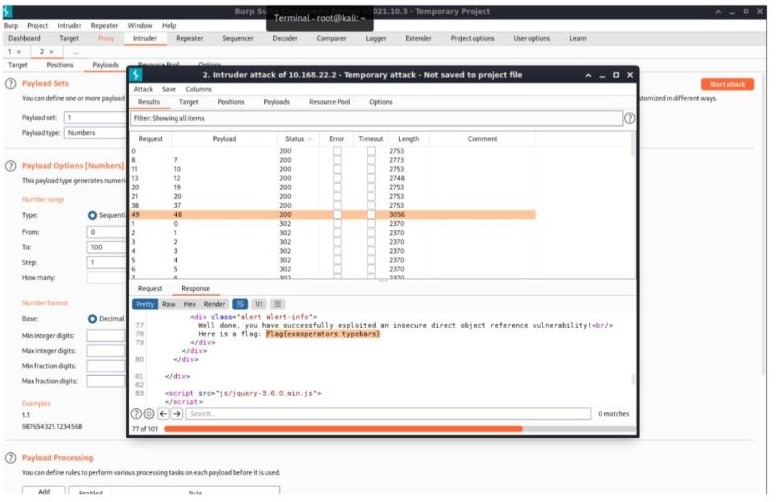 Burp Su
2021.10.3 - Temporary Project
Terminal - root@kali: ~
Burp Project Intruder Repeater Window Help
Dashboard Target Proxy Intruder Repeater Sequencer Decoder Comparer Logger Extender Project options User options Learn
1 × 2 × ...
Target Positions Payloads Resource Pool Options
2. Intruder attack of 10.168.22.2 - Temporary attack - Not saved to project file
Payload Sets
Start attack
You can define one or more payload
stomized in different ways.
Payload set: 1
Payload type: Numbers
Payload Options [Numbers]
This payload type generates numeri
Number range
Type: Sequenti
From: 0
To: 100
Step: 1
How many:
Number format
Base: Decimal
Min integer digits:
Max integer digits:
Min fraction digits:
Max fraction digits:
Examples
1.1
987654321.1234568
Payload Processing
You can define rules to perform various processing tasks on each payload before it is used.
Add Enabled Rule
Attack Save Columns
Results Target Positions Payloads Resource Pool Options
Filter: Showing all items
Request Payload Status Error Timeout Length Comment
0 200 2753
8 7 200 2773
11 10 200 2753
13 12 200 2748
20 19 200 2753
21 20 200 2753
38 37 200 2753
49 48 200 3056
1 0 302 2370
2 1 302 2370
3 2 302 2370
4 3 302 2370
5 4 302 2370
6 5 302 2370
7 6 302 2370
Request Response
Pretty Raw Hex Render \n
<div class="alert alert-info">
77 Well done, you have successfully exploited an insecure direct object reference vulnerability!<br/>
78 Here is a flag: Flag{exasperators typebars}
79 </div>
</div>
80 </div>
81 </div>
82
83 <script src="js/jquery-3.6.0.min.js">
</script>
Search...
0 matches
77 of 101